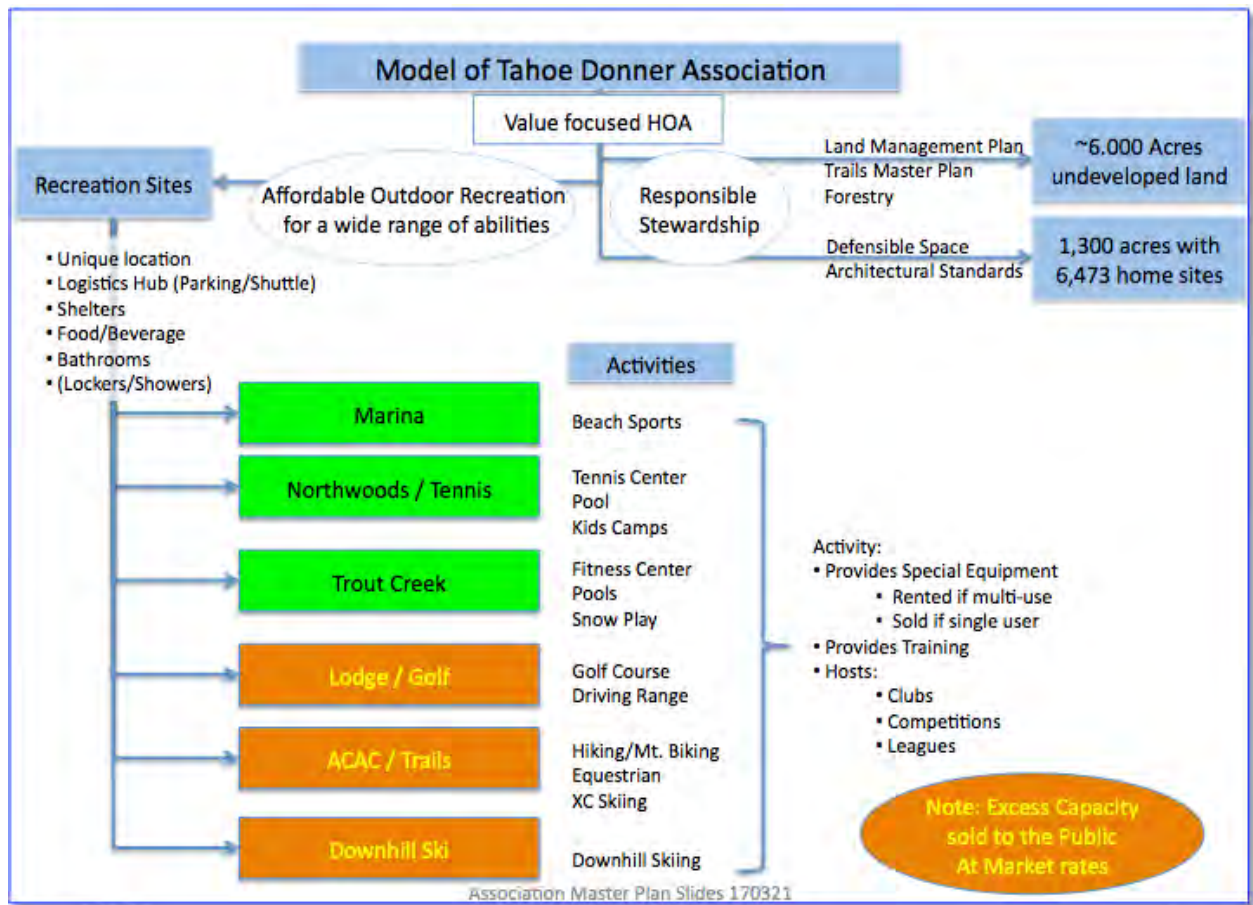 Model of Tahoe Donner Association
Value focused HOA
Recreation Sites
Affordable Outdoor Recreation
for a wide range of abilities
Responsible
Stewardship
Land Management Plan
Trails Master Plan
Forestry
~6.000 Acres
undeveloped land
Defensible Space
Architectural Standards
1,300 acres with
6,473 home sites
• Unique location
• Logistics Hub (Parking/Shuttle)
• Shelters
• Food/Beverage
• Bathrooms
• (Lockers/Showers)
Activities
Marina
Beach Sports
Northwoods / Tennis
Tennis Center
Pool
Kids Camps
Trout Creek
Fitness Center
Pools
Snow Play
Lodge / Golf
Golf Course
Driving Range
ACAC / Trails
Hiking/Mt. Biking
Equestrian
XC Skiing
Downhill Ski
Downhill Skiing
Activity:
• Provides Special Equipment
• Rented if multi-use
• Sold if single user
• Provides Training
• Hosts:
• Clubs
• Competitions
• Leagues
Note: Excess Capacity
sold to the Public
At Market rates
Association Master Plan Slides 170321